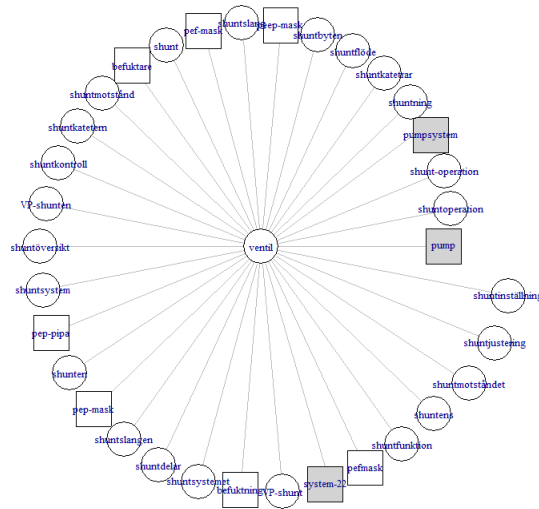 shuntslang
pef-mask
peep-mask
shuntbyten
shunt
shuntflöde
befuktare
shuntkatetrar
shuntmotstånd
shuntning
shuntkatetern
pumpsystem
shuntkontroll
shunt-operation
VP-shunten
shuntoperation
shuntöversikt
ventil
pump
shuntsystem
shuntinställning
pep-pipa
shuntjustering
shunten
shuntmotståndet
pep-mask
shuntens
shuntslangen
shuntfunktion
shuntdelar
pefmask
shuntsystemet
system-22
befuktning
VP-shunt